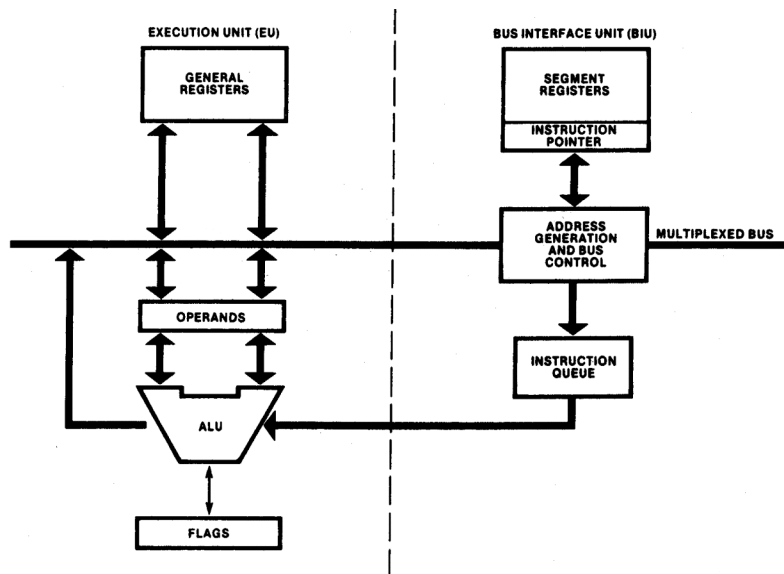 EXECUTION UNIT (EU)
GENERAL
REGISTERS
OPERANDS
ALU
FLAGS
BUS INTERFACE UNIT (BIU)
SEGMENT
REGISTERS
INSTRUCTION
POINTER
ADDRESS
GENERATION
AND BUS
CONTROL
MULTIPLEXED BUS
INSTRUCTION
QUEUE